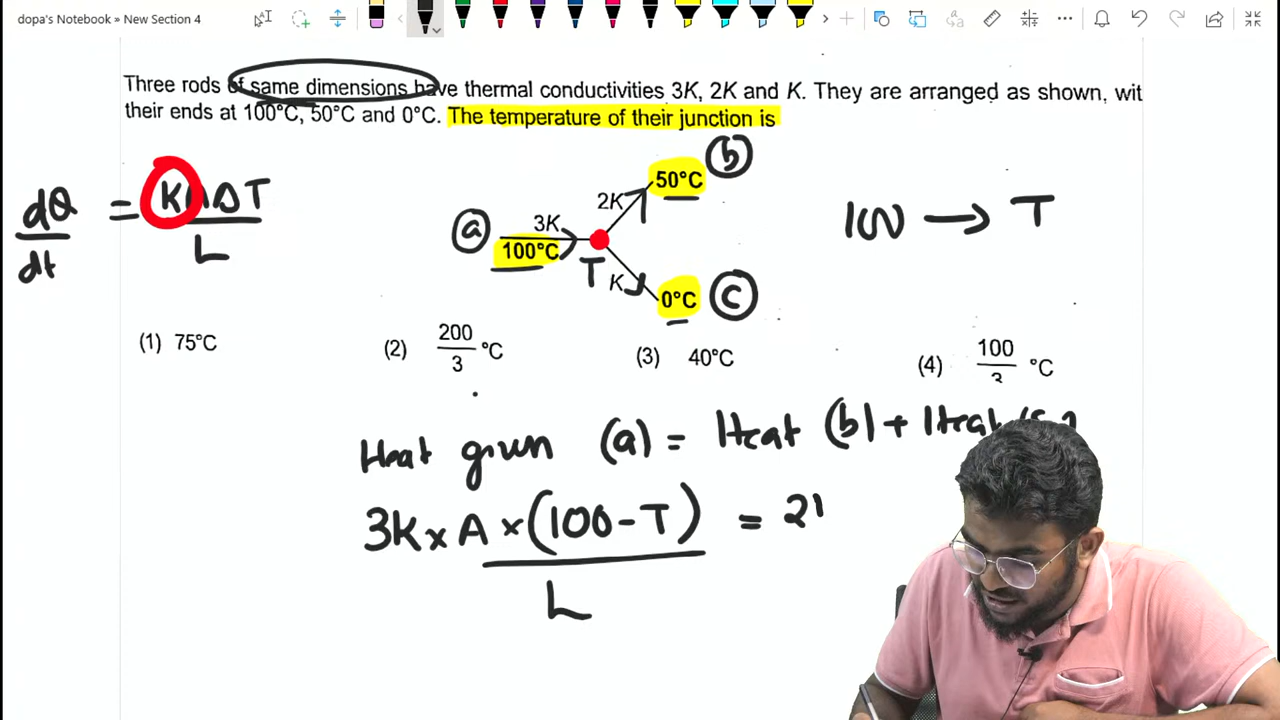 dopa's Notebook » New Section 4
Three rods of same dimensions have thermal conductivities 3K, 2K and K. They are arranged as shown, wit
their ends at 100°C, 50°C and 0°C. The temperature of their junction is
dQ/dt = KAΔT/L
(a)
3K
100°C
T
2K
50°C
(b)
K
0°C
(c)
100 → T
(1) 75°C
(2) 200/3 °C
(3) 40°C
(4) 100/3 °C
Heat given (a) = Heat (b) + Heat
3K × A × (100 - T)/L = 2